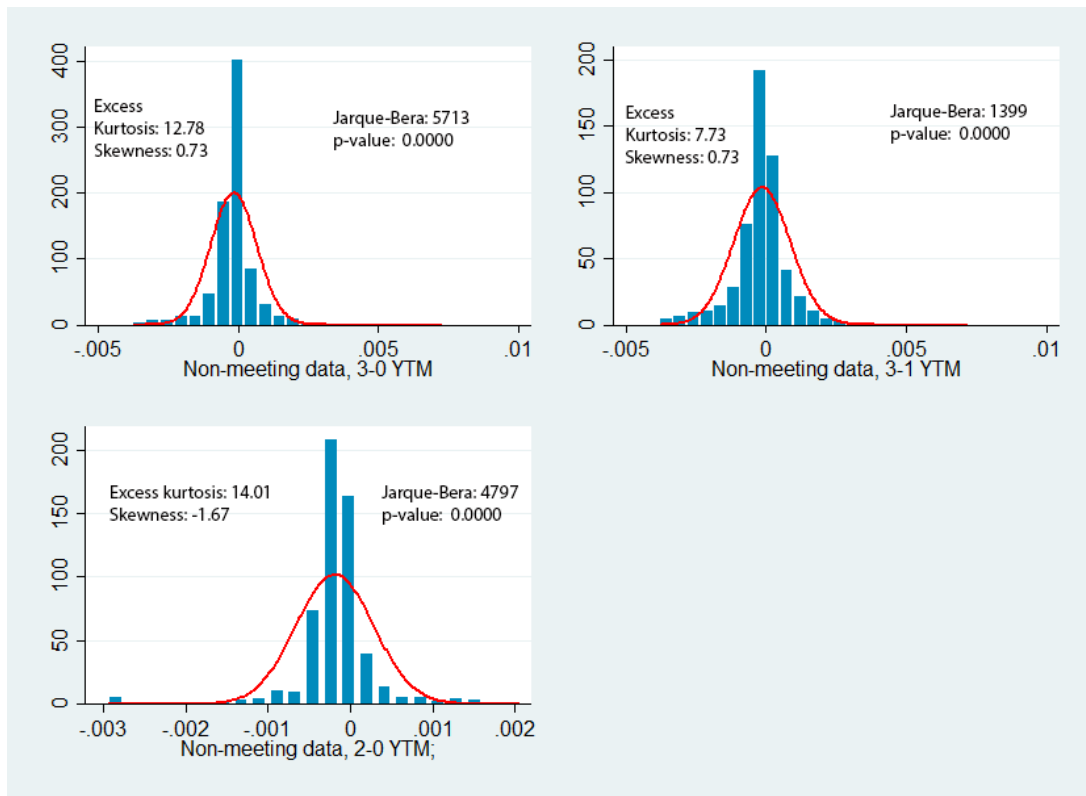 400
300
200
100
0
Excess
Kurtosis: 12.78
Skewness: 0.73
Jarque-Bera: 5713
p-value: 0.0000
-.005 0 .005 .01
Non-meeting data, 3-0 YTM
200
150
100
50
0
Excess
Kurtosis: 7.73
Skewness: 0.73
Jarque-Bera: 1399
p-value: 0.0000
-.005 0 .005 .01
Non-meeting data, 3-1 YTM
200
150
100
50
0
Excess kurtosis: 14.01
Skewness: -1.67
Jarque-Bera: 4797
p-value: 0.0000
-.003 -.002 -.001 0 .001 .002
Non-meeting data, 2-0 YTM;